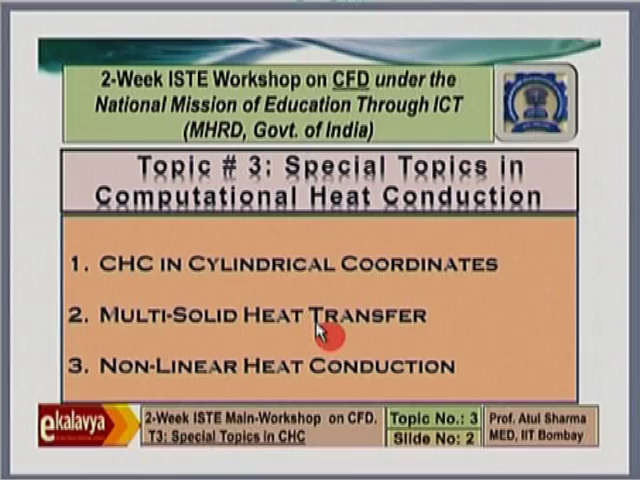 2-Week ISTE Workshop on CFD under the
National Mission of Education Through ICT
(MHRD, Govt. of India)
Topic # 3: Special Topics in
Computational Heat Conduction
1. CHC IN CYLINDRICAL COORDINATES
2. MULTI-SOLID HEAT TRANSFER
3. NON-LINEAR HEAT CONDUCTION
ekalavya
2-Week ISTE Main-Workshop on CFD.
T3: Special Topics in CHC
Topic No.: 3
Slide No: 2
Prof. Atul Sharma
MED, IIT Bombay